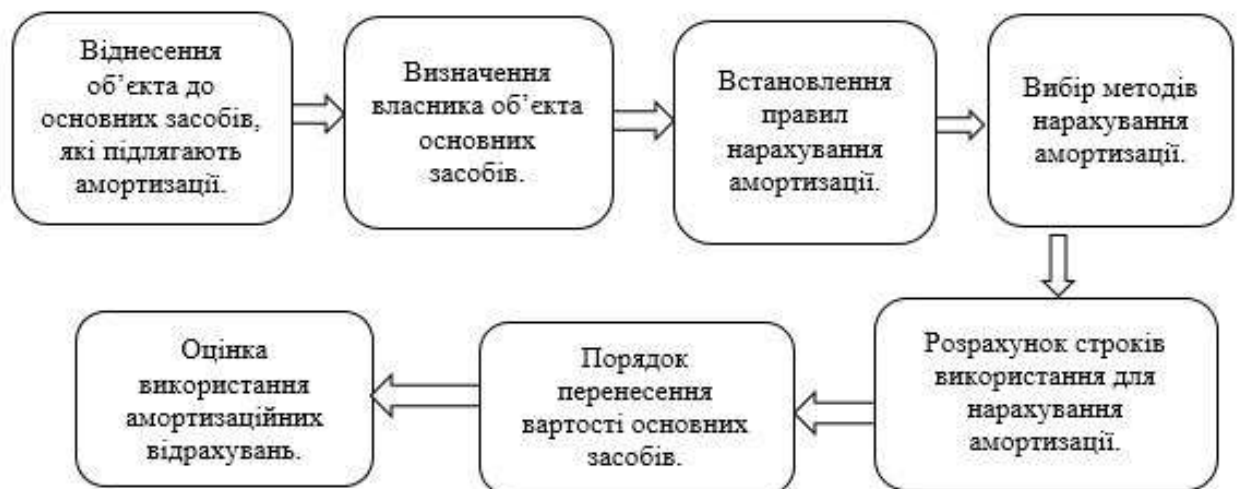 Віднесення
об’єкта до
основних засобів,
які підлягають
амортизації.
Визначення
власника об’єкта
основних
засобів.
Встановлення
правил
нарахування
амортизації.
Вибір методів
нарахування
амортизації.
Розрахунок строків
використання для
нарахування
амортизації.
Порядок
перенесення
вартості основних
засобів.
Оцінка
використання
амортизаційних
відрахувань.